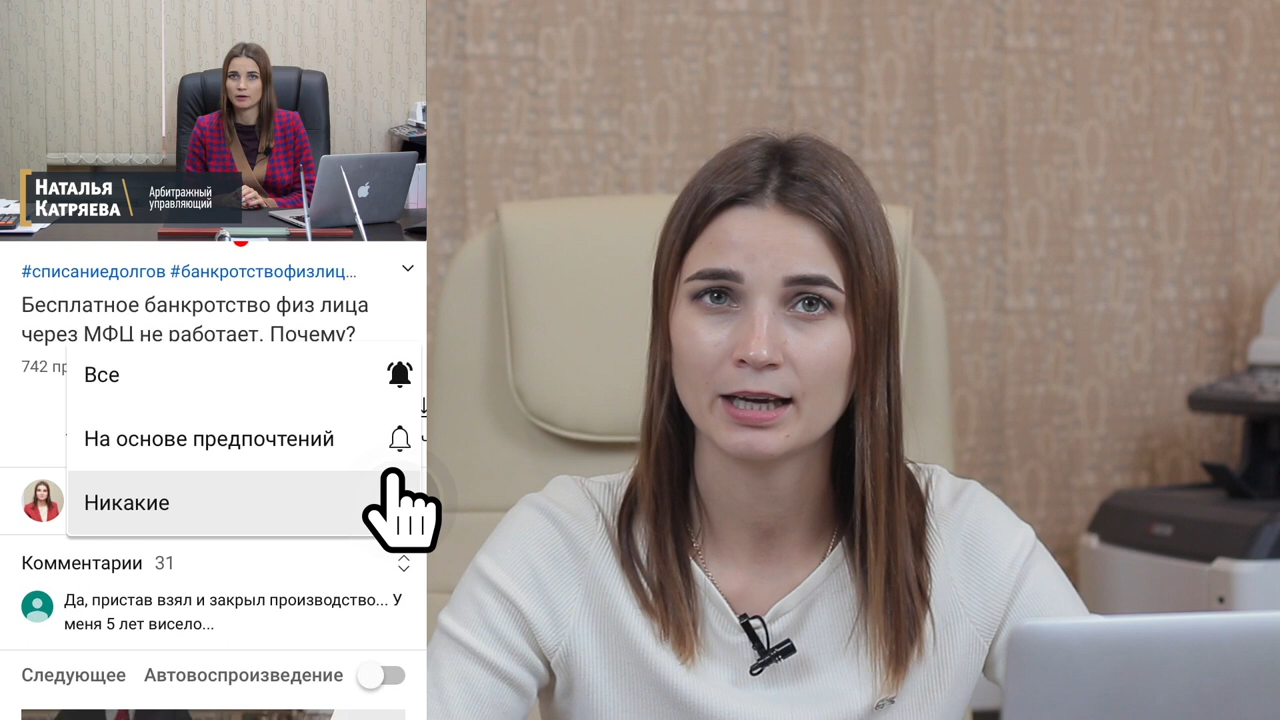 НАТАЛЬЯ
КАТРЯЕВА
Арбитражный
управляющий
#списаниедолгов #банкротствофизлиц...
Бесплатное банкротство физ лица
через МФЦ не работает. Почему?
742 пр
Все
На основе предпочтений
Никакие
Комментарии 31
Да, пристав взял и закрыл производство... У
меня 5 лет висело...
Следующее Автовоспроизведение